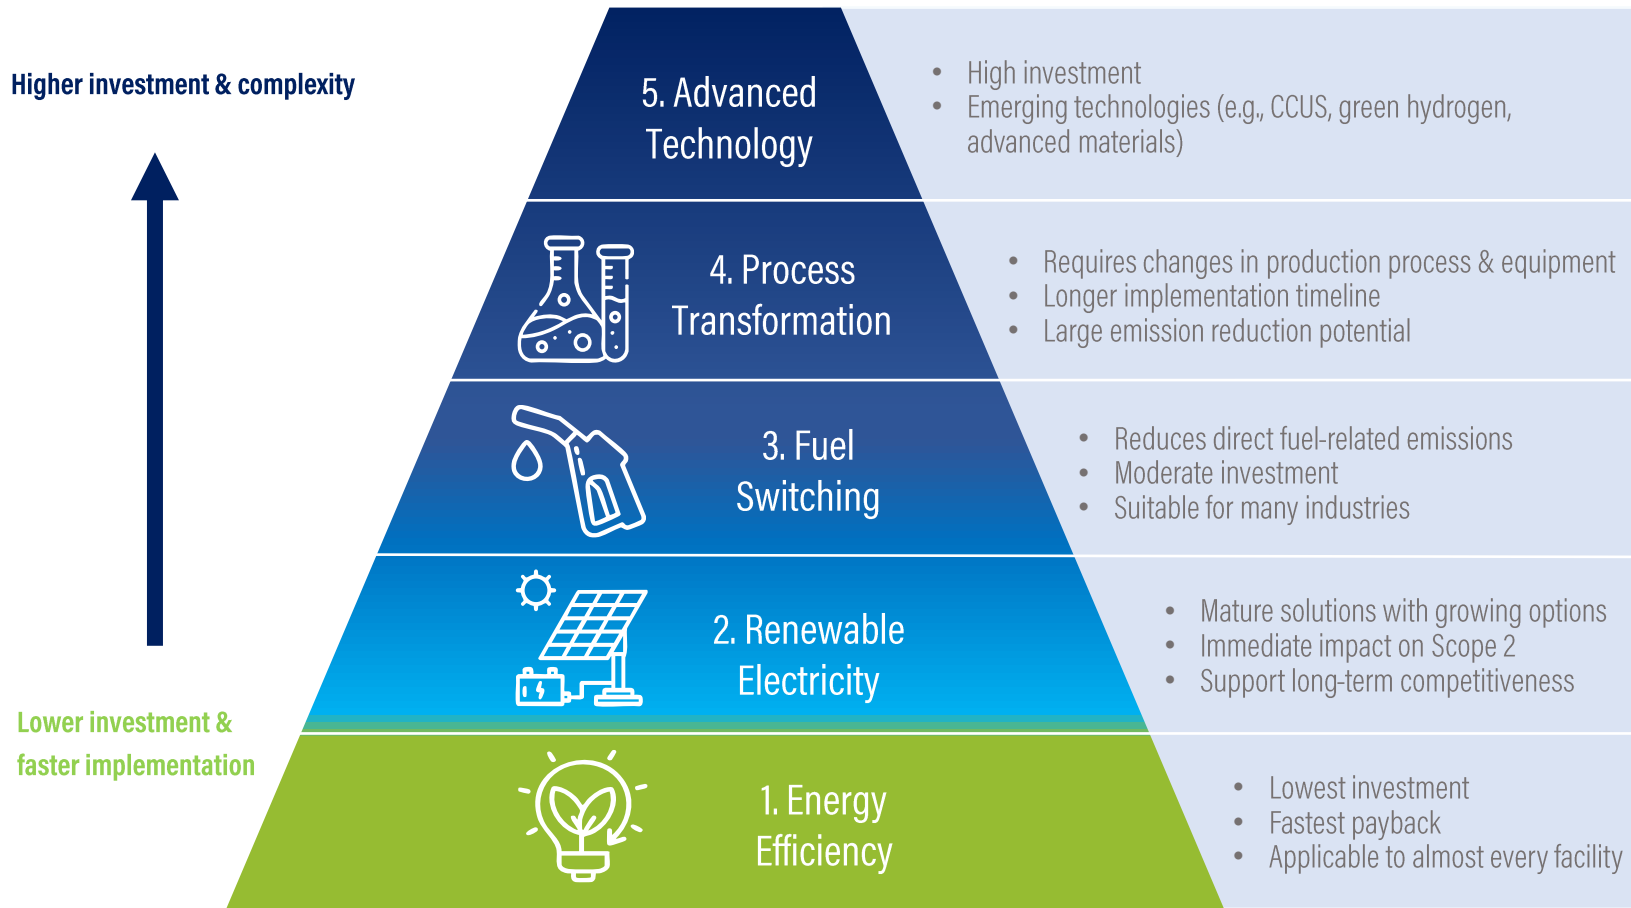 Higher investment & complexity
Lower investment &
faster implementation
5. Advanced
Technology
• High investment
• Emerging technologies (e.g., CCUS, green hydrogen,
advanced materials)
4. Process
Transformation
• Requires changes in production process & equipment
• Longer implementation timeline
• Large emission reduction potential
3. Fuel
Switching
• Reduces direct fuel-related emissions
• Moderate investment
• Suitable for many industries
2. Renewable
Electricity
• Mature solutions with growing options
• Immediate impact on Scope 2
• Support long-term competitiveness
1. Energy
Efficiency
• Lowest investment
• Fastest payback
• Applicable to almost every facility